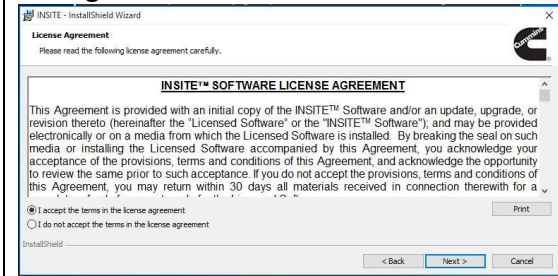 INSITE - InstallShield Wizard
License Agreement
Please read the following license agreement carefully.
Cummins
INSITE™ SOFTWARE LICENSE AGREEMENT
This Agreement is provided with an initial copy of the INSITE™ Software and/or an update, upgrade, or
revision thereto (hereinafter the "Licensed Software" or the "INSITE™ Software"); and may be provided
electronically or on a media from which the Licensed Software is installed. By breaking the seal on such
media or installing the Licensed Software accompanied by this Agreement, you acknowledge your
acceptance of the provisions, terms and conditions of this Agreement, and acknowledge the opportunity
to review the same prior to such acceptance. If you do not accept the provisions, terms and conditions of
this Agreement, you may return within 30 days all materials received in connection therewith for a
I accept the terms in the license agreement
Print
I do not accept the terms in the license agreement
InstallShield
< Back Next > Cancel